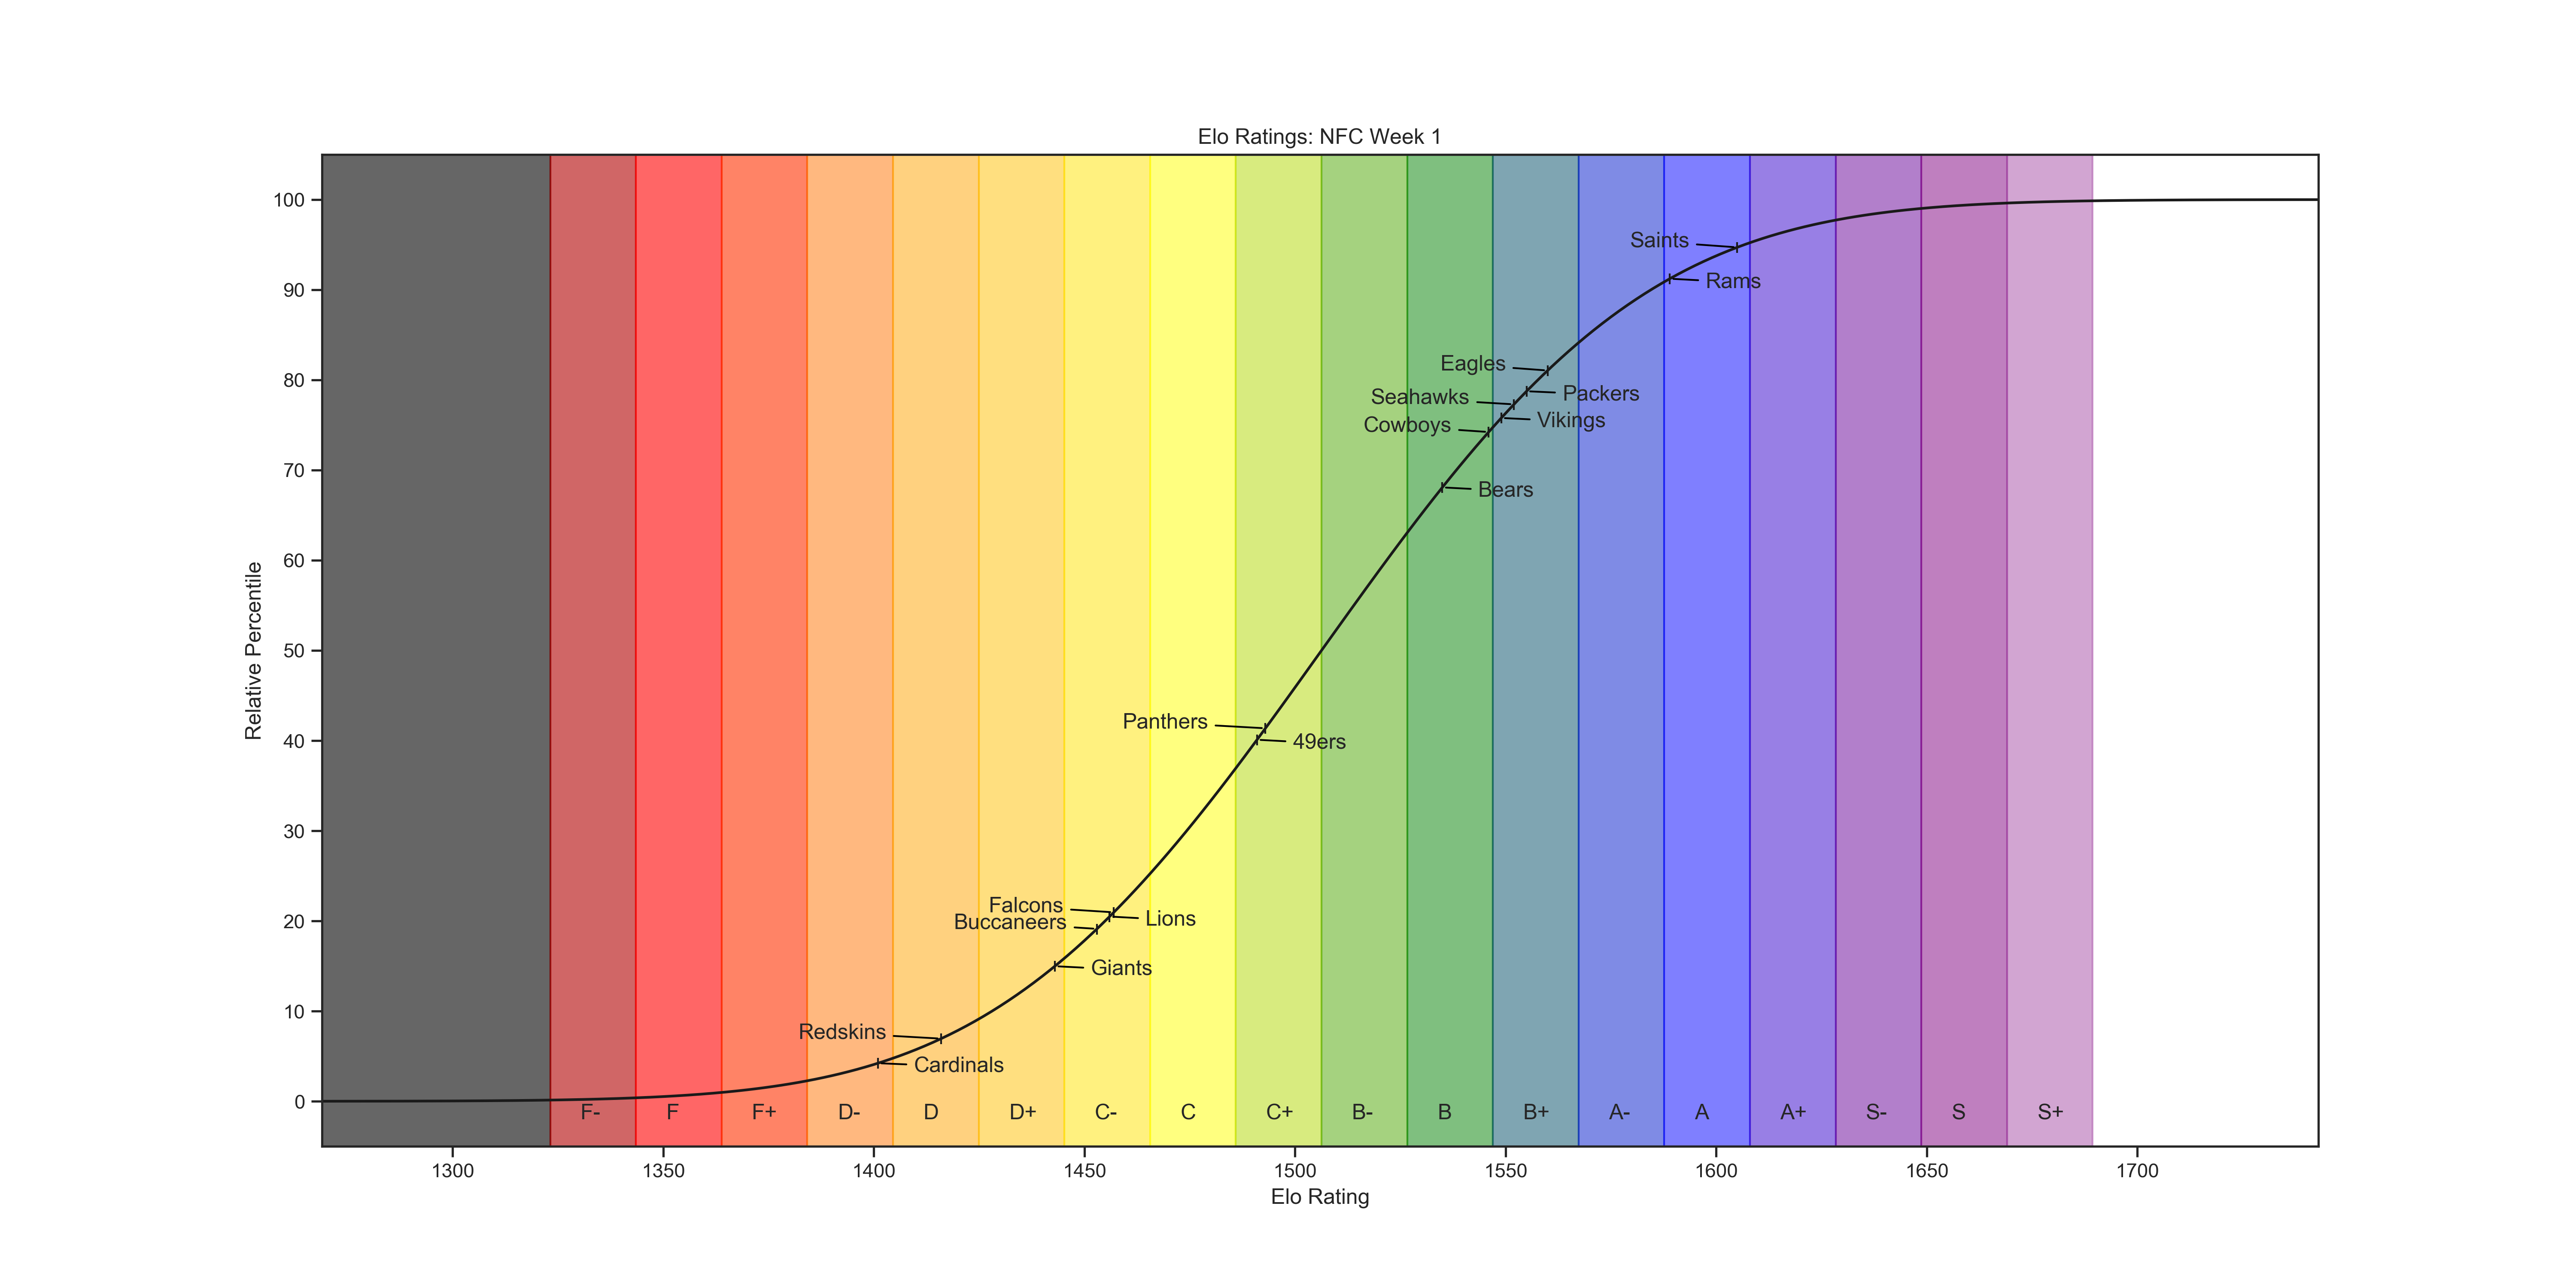 Elo Ratings: NFC Week 1
Relative Percentile
100
90
80
70
60
50
40
30
20
10
0
Saints
Rams
Eagles
Packers
Seahawks
Vikings
Cowboys
Bears
Panthers
49ers
Falcons
Lions
Buccaneers
Giants
Redskins
Cardinals
F- F F+ D- D D+ C- C C+ B- B B+ A- A A+ S- S S+
1300 1350 1400 1450 1500 1550 1600 1650 1700
Elo Rating